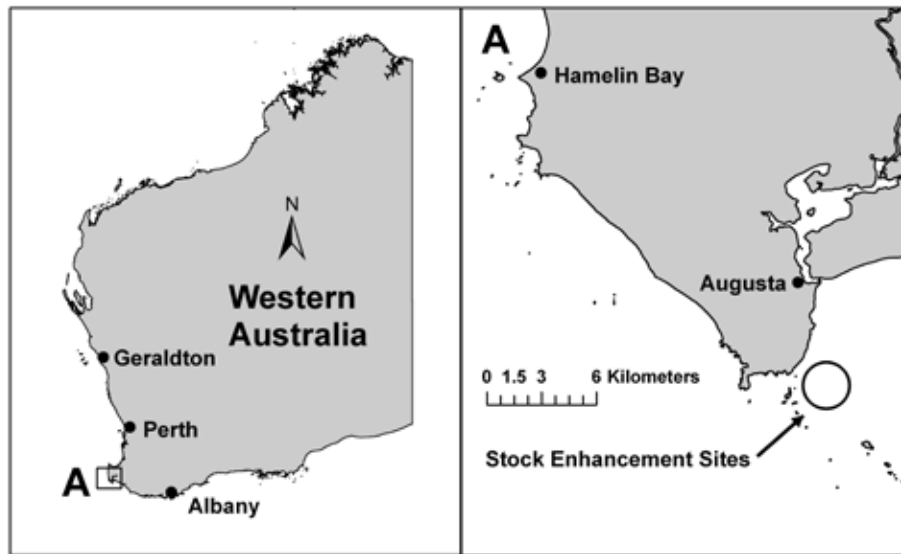 N
Western
Australia
Geraldton
Perth
A
Albany
A
Hamelin Bay
Augusta
0 1.5 3 6 Kilometers
Stock Enhancement Sites